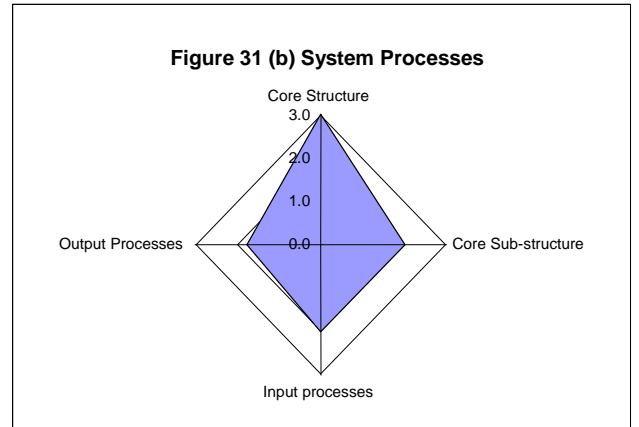 Figure 31 (b) System Processes
Core Structure
3.0
2.0
1.0
Output Processes
0.0
Core Sub-structure
Input processes